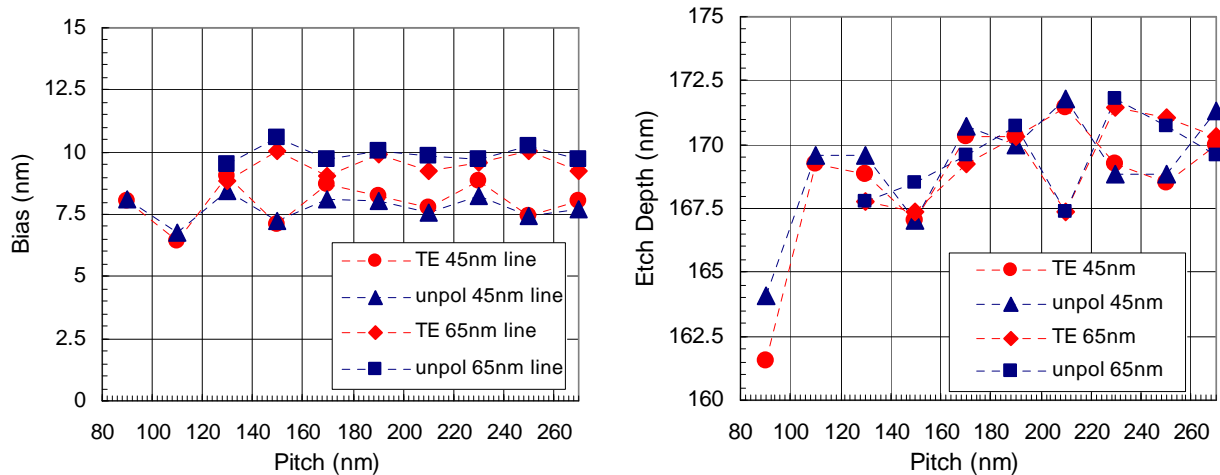 15
12.5
10
7.5
5
2.5
0
Bias (nm)
80 100 120 140 160 180 200 220 240 260
Pitch (nm)
TE 45nm line
unpol 45nm line
TE 65nm line
unpol 65nm line
175
172.5
170
167.5
165
162.5
160
Etch Depth (nm)
80 100 120 140 160 180 200 220 240 260
Pitch (nm)
TE 45nm
unpol 45nm
TE 65nm
unpol 65nm